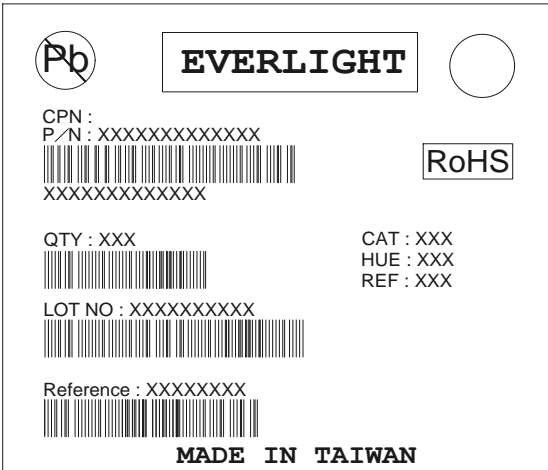 Pb
EVERLIGHT
CPN :
P/N : XXXXXXXXXXXXX
RoHS
XXXXXXXXXXXXX
QTY : XXX
CAT : XXX
HUE : XXX
REF : XXX
LOT NO : XXXXXXXXXX
Reference : XXXXXXXX
MADE IN TAIWAN